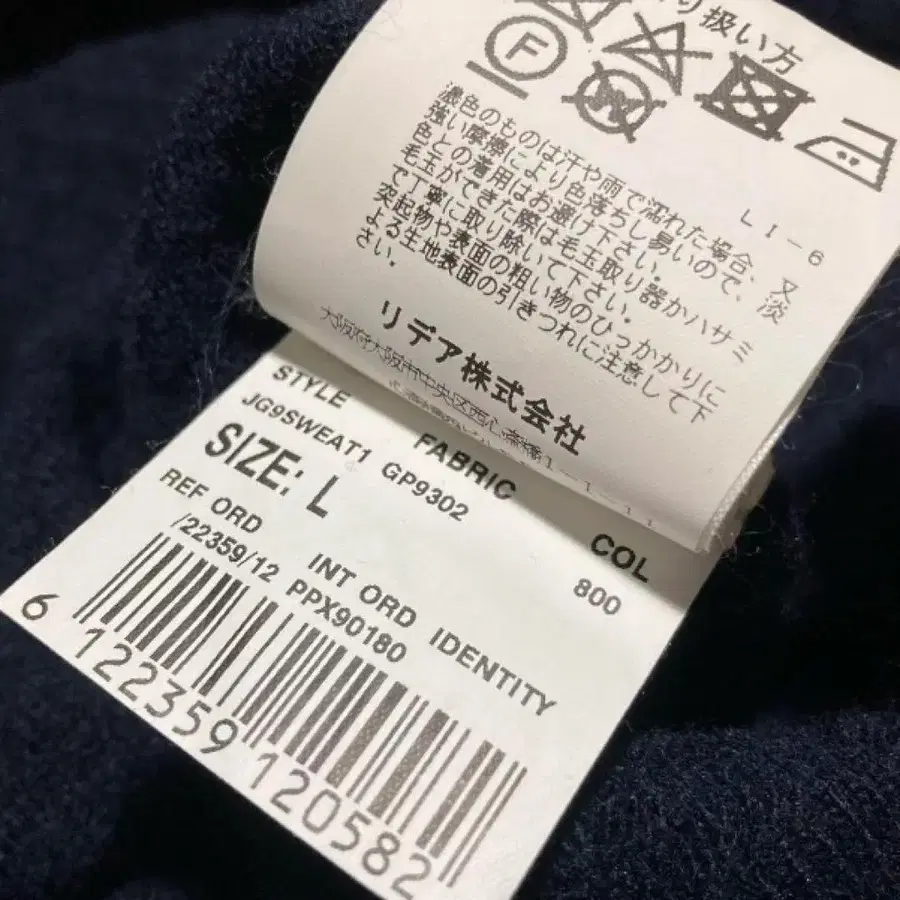 り扱い方
F
W
LI-6
濃色のものは汗や雨で濡れた場合、又
強い摩擦により色落ちし易いので、淡
色との着用はお避け下さい。
毛玉ができた際は毛玉取り器かハサミ
で丁寧に取り除いて下さい。
突起物や表面の粗い物のひっかかりに
よる生地表面の引きつれに注意して下
さい。
リデア株式会社
大阪府大阪市中央区西心斎橋1-1-11
STYLE FABRIC COL
JG9SWEAT1 GP9302 800
SIZE: L
REF ORD INT ORD IDENTITY
/22359/12 PPX90180
6 122359 120582